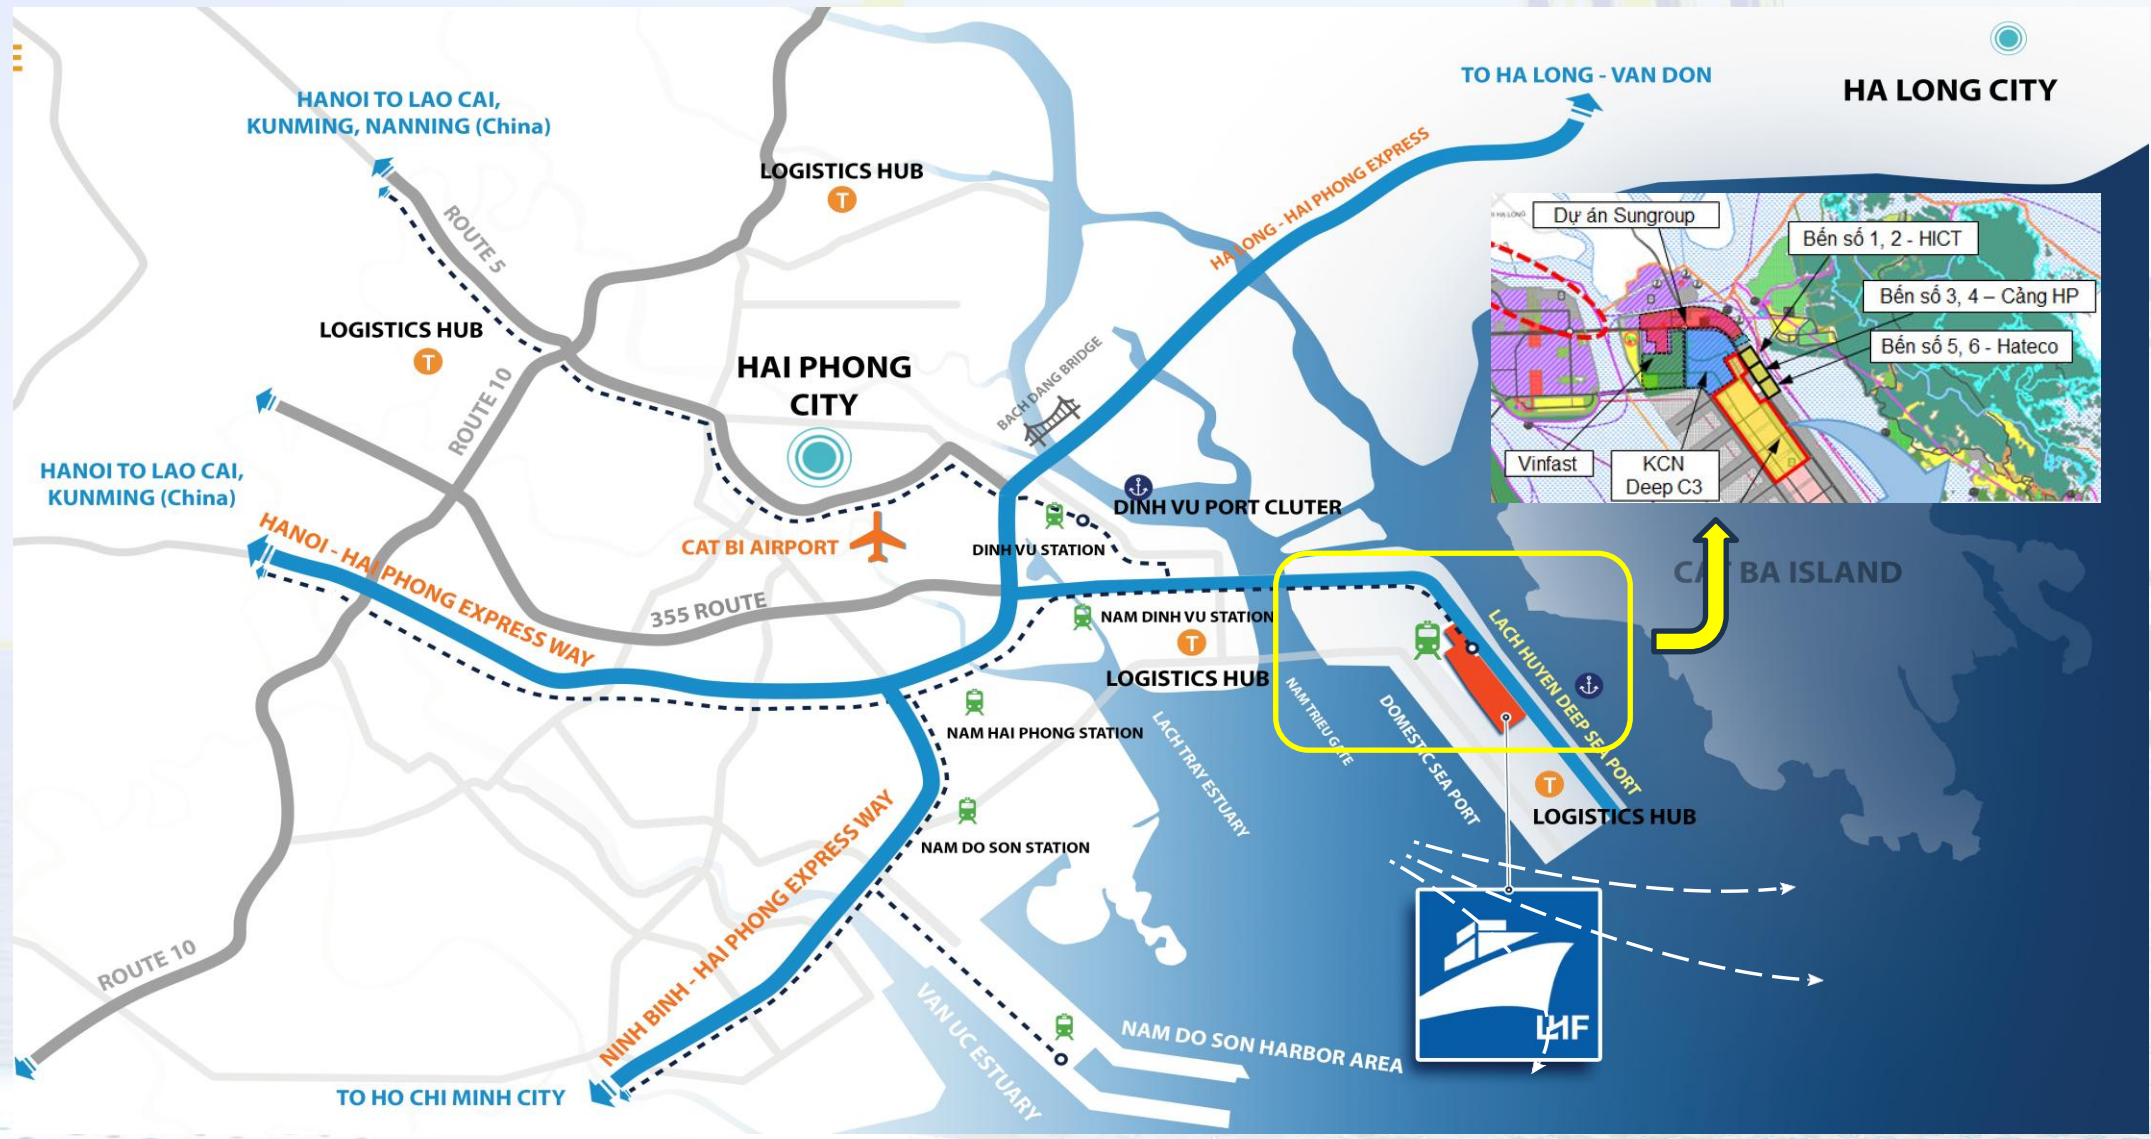 TO HA LONG - VAN DON
HA LONG CITY
HANOI TO LAO CAI,
KUNMING, NANNING (China)
LOGISTICS HUB
T
ROUTE 5
HA LONG - HAI PHONG EXPRESS
Dự án Sungroup
Bến số 1, 2 - HICT
Bến số 3, 4 – Cảng HP
Bến số 5, 6 - Hateco
Vinfast
KCN
Deep C3
LOGISTICS HUB
T
HAI PHONG
CITY
BACH DANG BRIDGE
ROUTE 10
HANOI TO LAO CAI,
KUNMING (China)
HANOI - HAI PHONG EXPRESS WAY
CAT BI AIRPORT
DINH VU PORT CLUTER
DINH VU STATION
CAT BA ISLAND
355 ROUTE
NAM DINH VU STATION
T
LOGISTICS HUB
LACH HUYEN DEEP SEA PORT
NAM TRIEU GATE
DOMESTIC SEA PORT
LACH TRAY ESTUARY
NAM HAI PHONG STATION
T
LOGISTICS HUB
NAM DO SON STATION
NINH BINH - HAI PHONG EXPRESS WAY
ROUTE 10
VAN UC ESTUARY
NAM DO SON HARBOR AREA
LHF
TO HO CHI MINH CITY